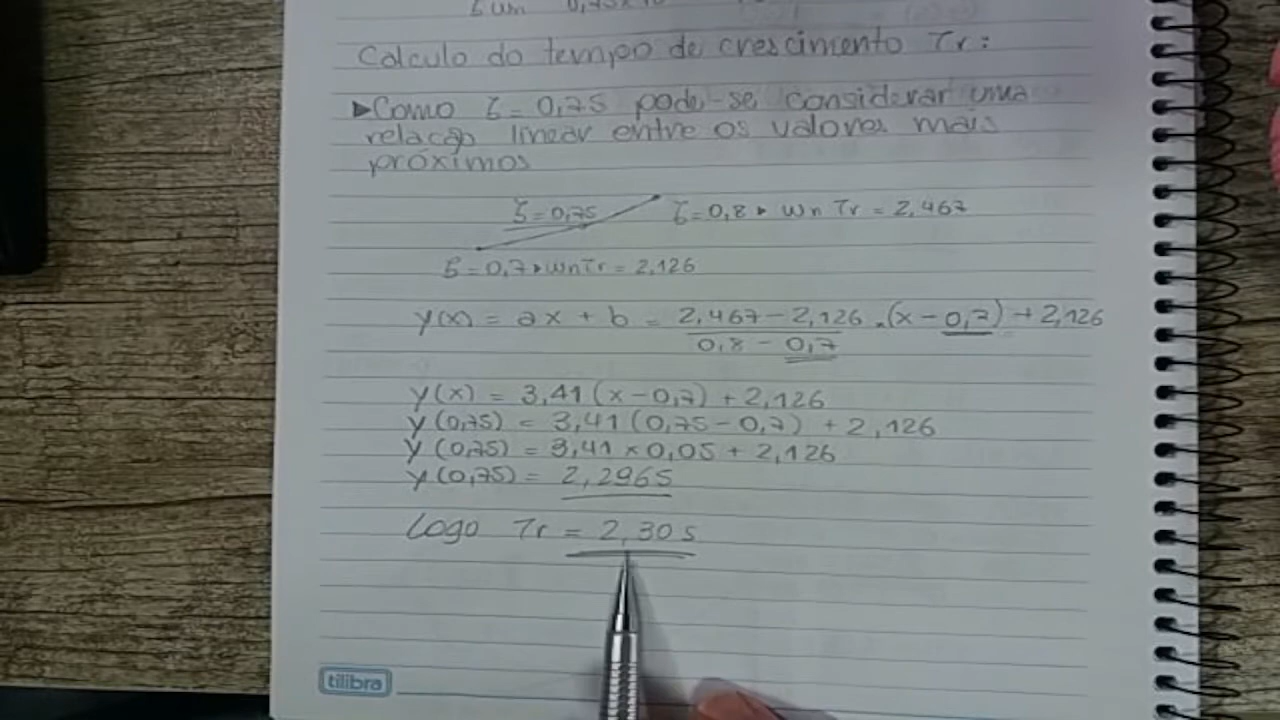 Calculo do tempo de crescimento Tr:
►Como ζ = 0,75 pode-se considerar uma
relação linear entre os valores mais
próximos
ζ=0,75 ζ=0,8 ► Wn Tr = 2,467
ζ=0,7 ► WnTr = 2,126
y(x) = ax + b = 2,467 - 2,126 . (x - 0,7) + 2,126
0,8 - 0,7
y(x) = 3,41 (x - 0,7) + 2,126
y(0,75) = 3,41 (0,75 - 0,7) + 2,126
y(0,75) = 3,41 x 0,05 + 2,126
y(0,75) = 2,2965
Logo Tr = 2,30 s
tilibra